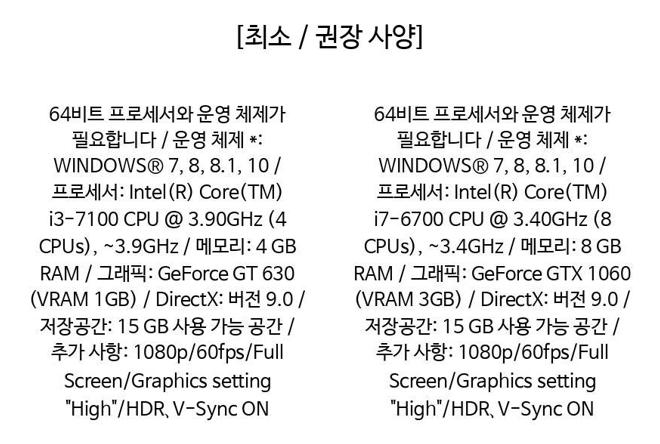 [최소 / 권장 사양]
64비트 프로세서와 운영 체제가
필요합니다 / 운영 체제 *:
WINDOWS® 7, 8, 8.1, 10 /
프로세서: Intel(R) Core(TM)
i3-7100 CPU @ 3.90GHz (4
CPUs), ~3.9GHz / 메모리: 4 GB
RAM / 그래픽: GeForce GT 630
(VRAM 1GB) / DirectX: 버전 9.0 /
저장공간: 15 GB 사용 가능 공간 /
추가 사항: 1080p/60fps/Full
Screen/Graphics setting
"High"/HDR、V-Sync ON
64비트 프로세서와 운영 체제가
필요합니다 / 운영 체제 *:
WINDOWS® 7, 8, 8.1, 10 /
프로세서: Intel(R) Core(TM)
i7-6700 CPU @ 3.40GHz (8
CPUs), ~3.4GHz / 메모리: 8 GB
RAM / 그래픽: GeForce GTX 1060
(VRAM 3GB) / DirectX: 버전 9.0 /
저장공간: 15 GB 사용 가능 공간 /
추가 사항: 1080p/60fps/Full
Screen/Graphics setting
"High"/HDR、V-Sync ON